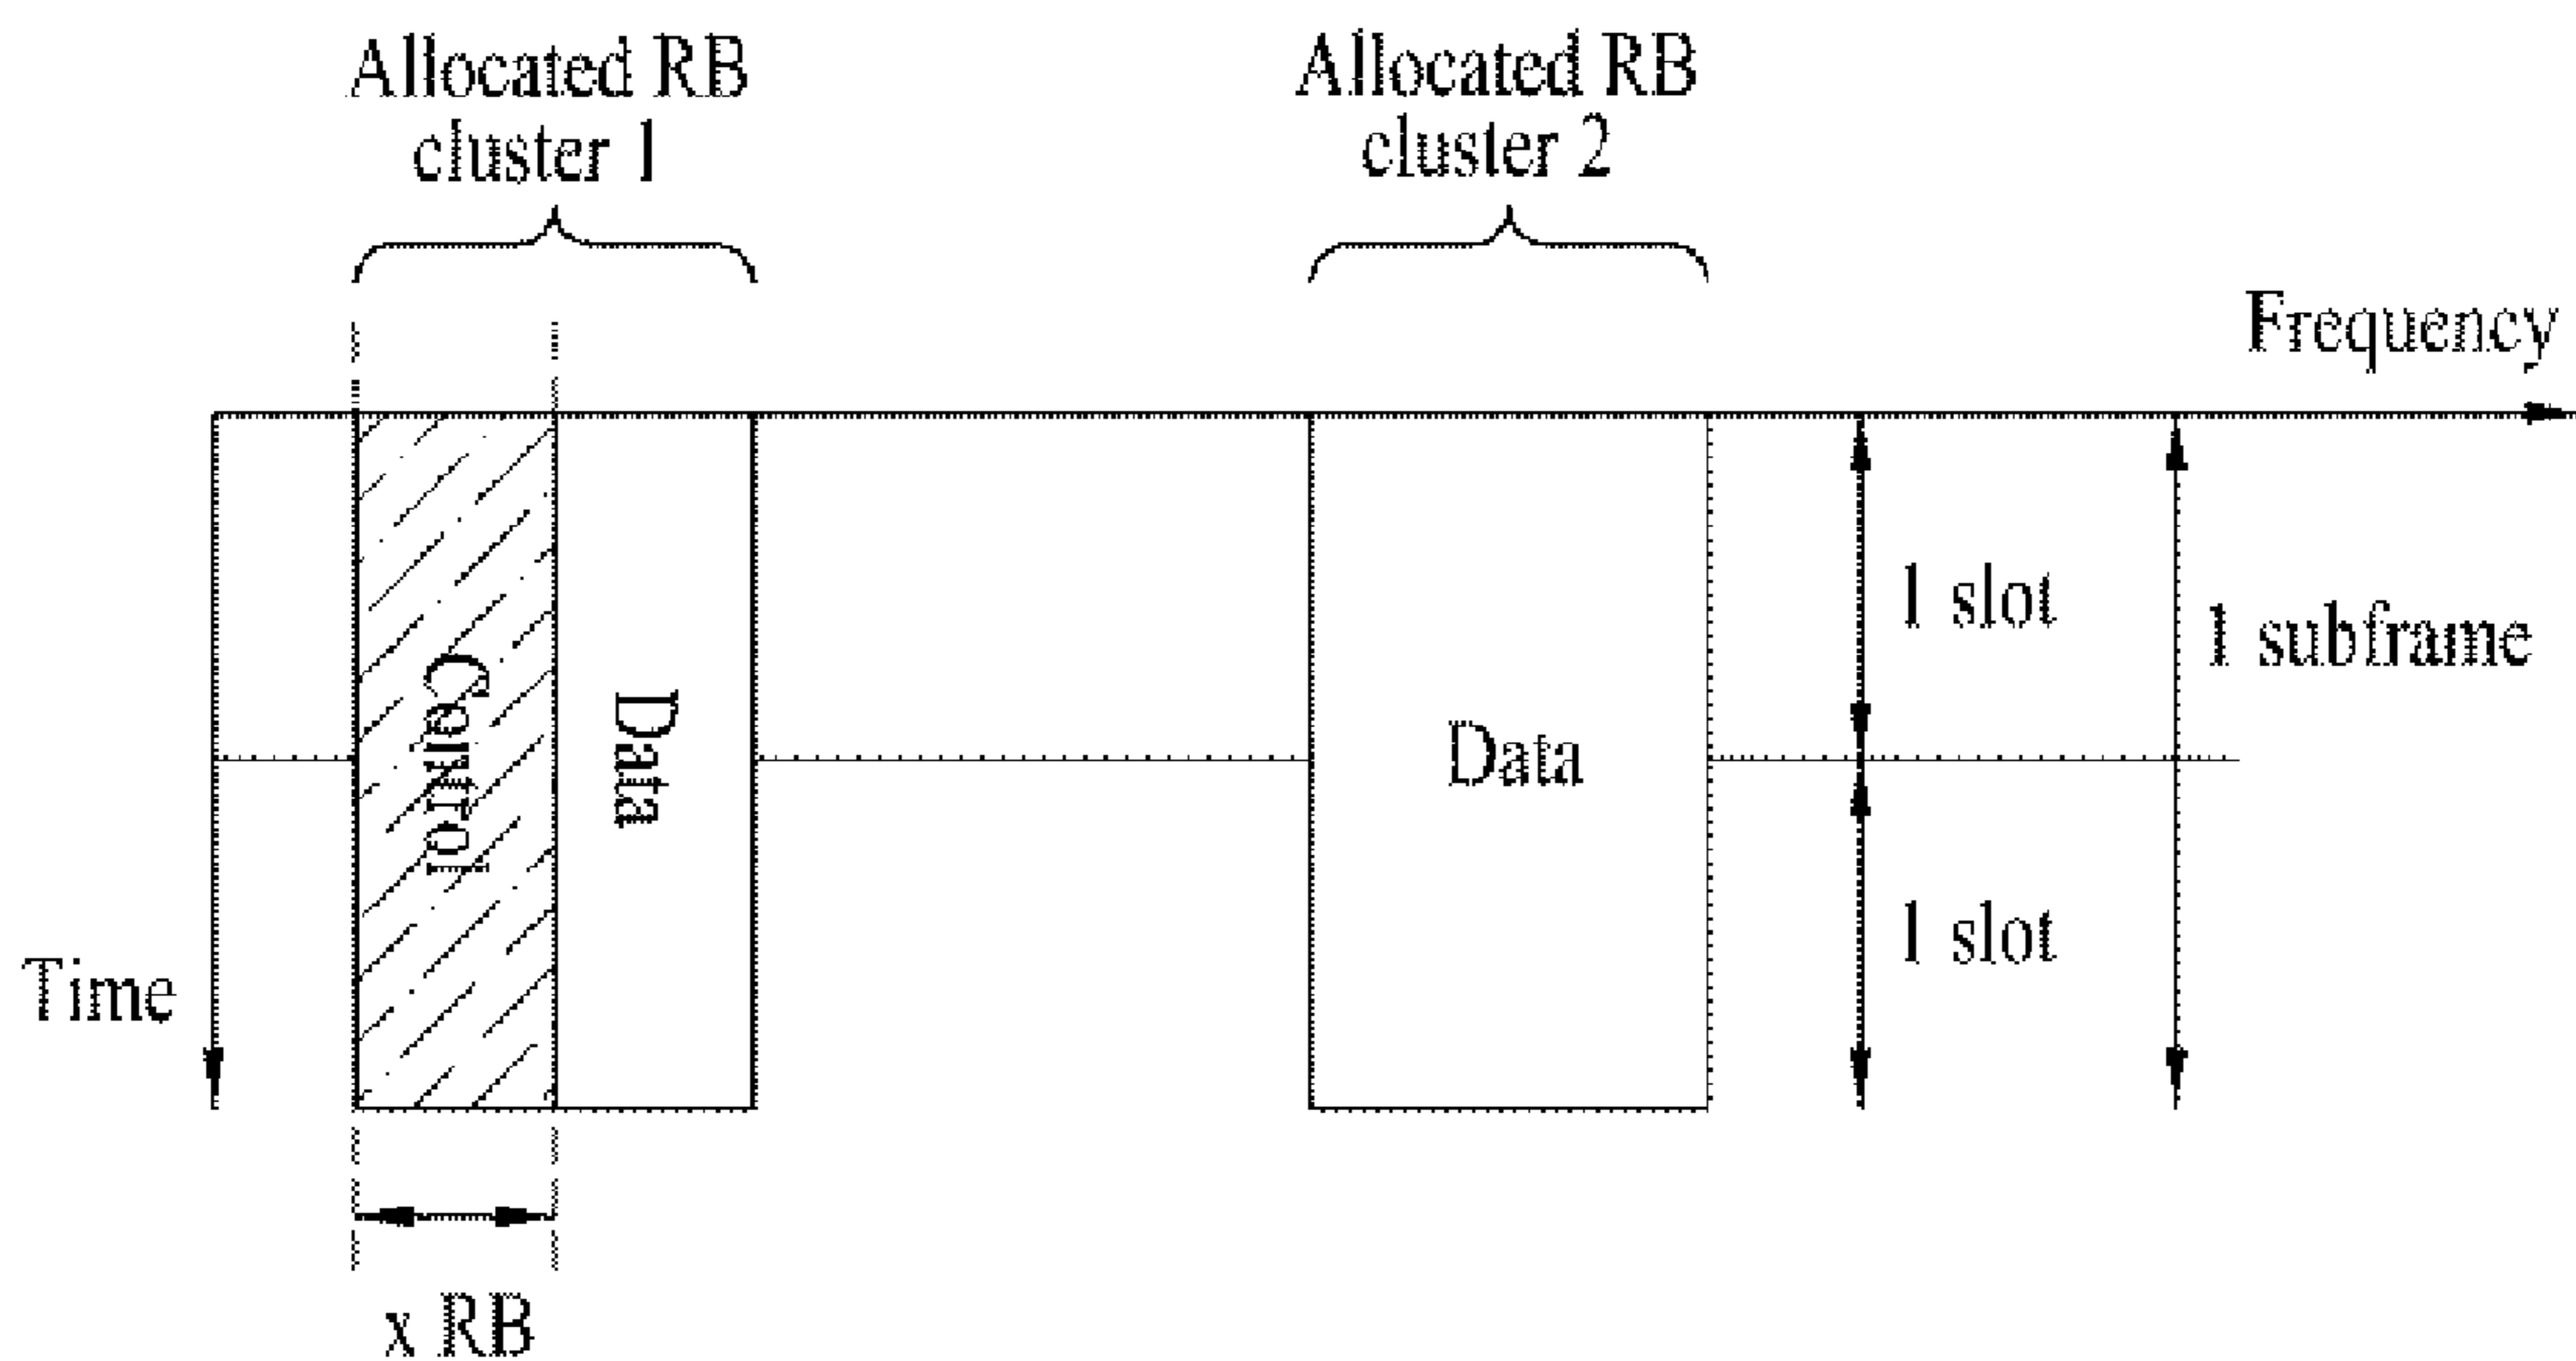 Allocated RB
cluster 1
Allocated RB
cluster 2
Frequency
1 slot
1 subframe
Control
Data
Data
1 slot
Time
x RB